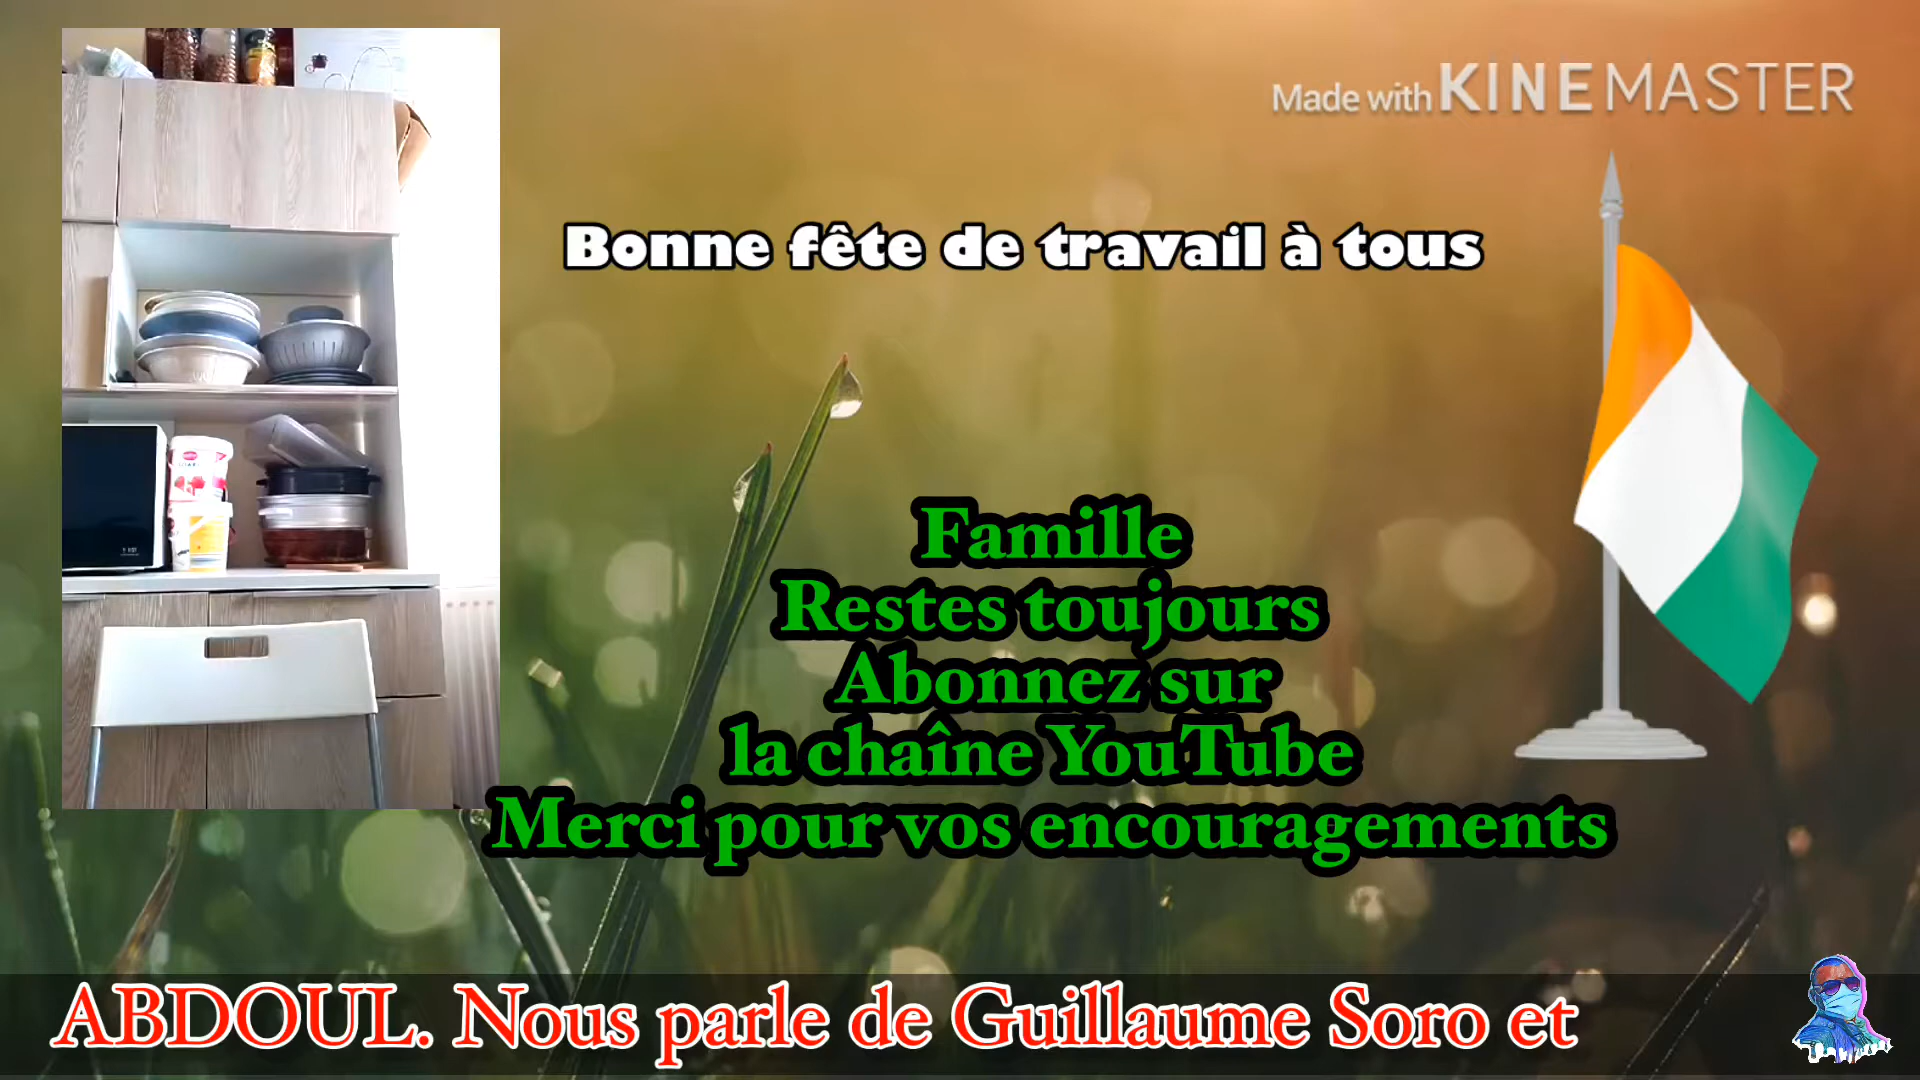 Made with KINEMASTER
Bonne fête de travail à tous
Famille
Restes toujours
Abonnez sur
la chaîne YouTube
Merci pour vos encouragements
ABDOUL. Nous parle de Guillaume Soro et